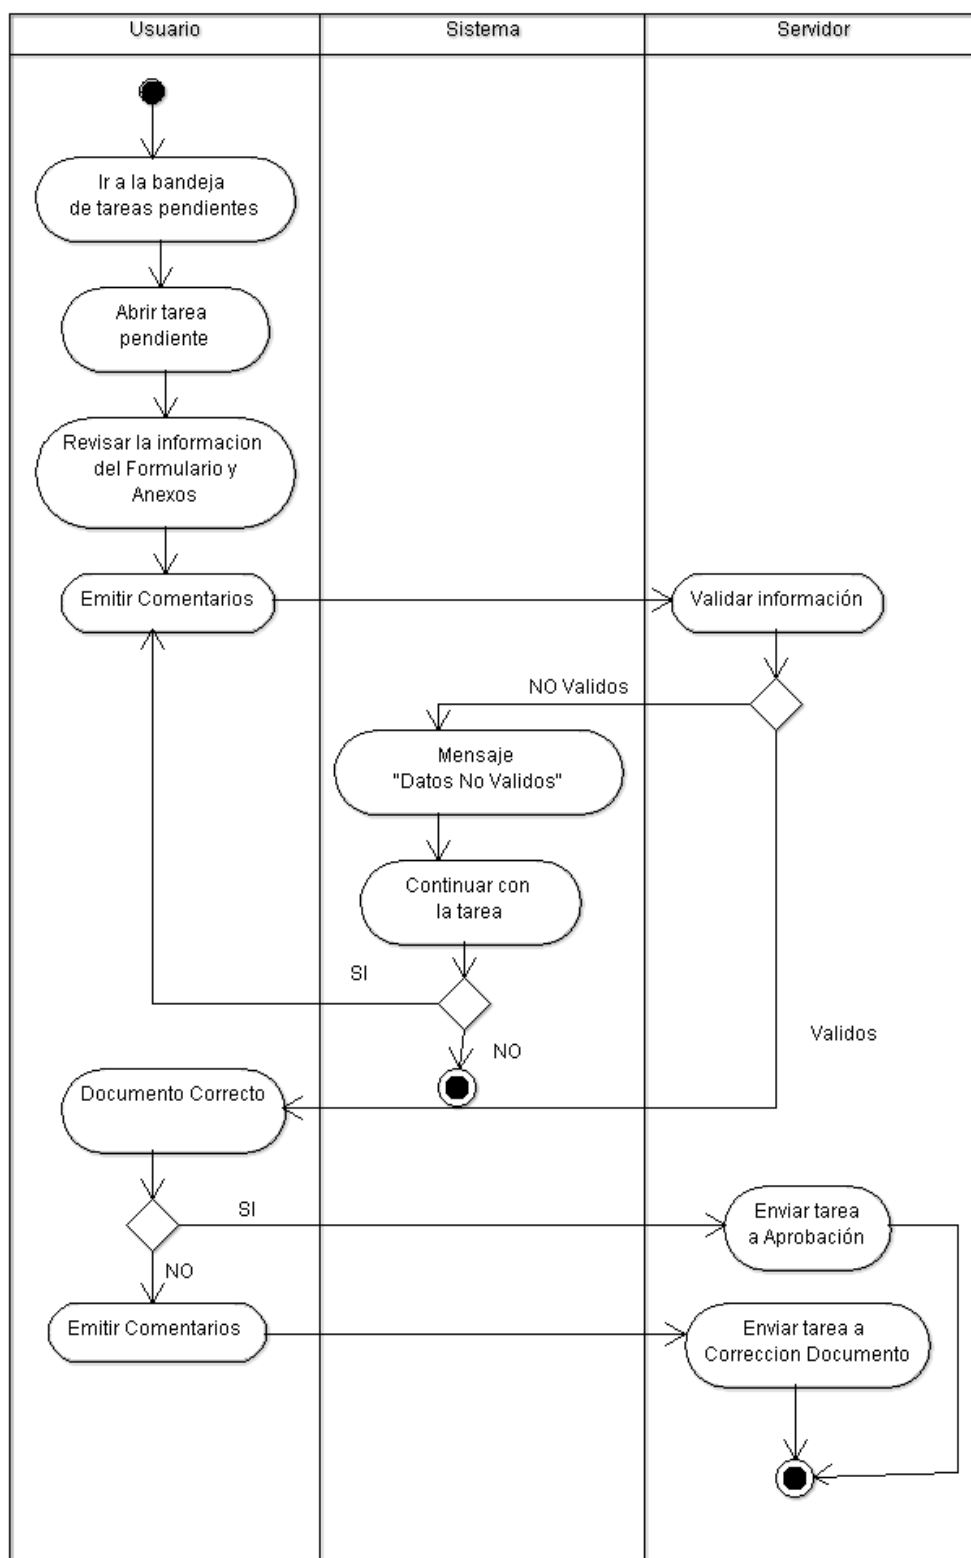 Usuario
Sistema
Servidor
Ir a la bandeja
de tareas pendientes
Abrir tarea
pendiente
Revisar la informacion
del Formulario y
Anexos
Emitir Comentarios
Validar información
NO Validos
Mensaje
"Datos No Validos"
Continuar con
la tarea
SI
NO
Validos
Documento Correcto
SI
Enviar tarea
a Aprobación
NO
Emitir Comentarios
Enviar tarea a
Correccion Documento